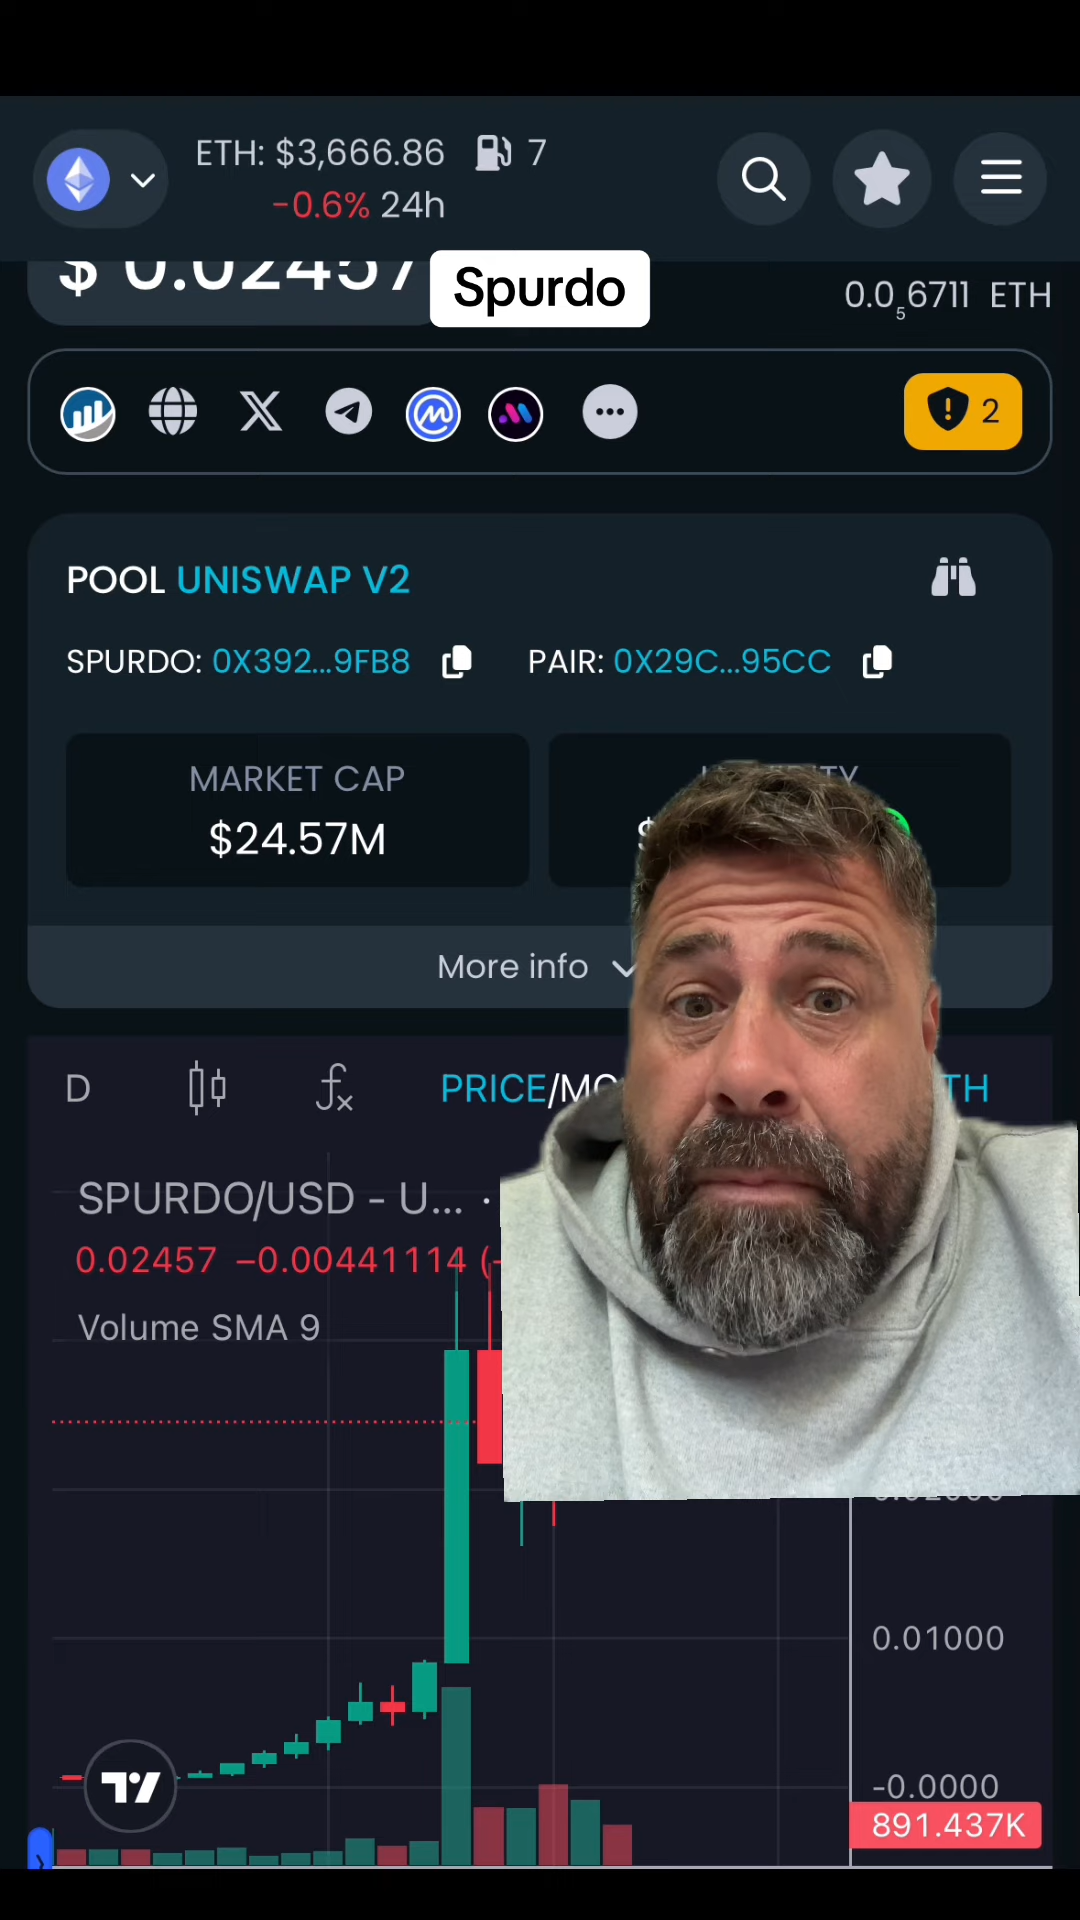 ETH: $3,666.86 7
-0.6% 24h
$ 0.02457
Spurdo
0.0₅6711 ETH
2
POOL UNISWAP V2
SPURDO: 0X392...9FB8 PAIR: 0X29C...95CC
MARKET CAP
$24.57M
$
More info
D
PRICE/
SPURDO/USD - U... ·
0.02457 −0.00441114 (-
Volume SMA 9
0.01000
-0.0000
891.437K